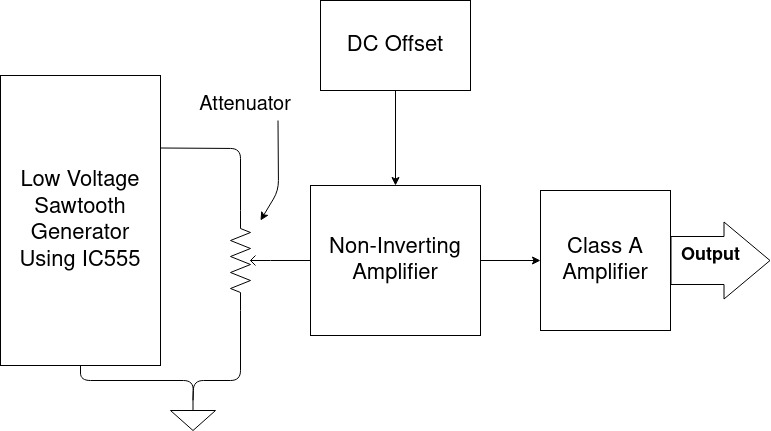 DC Offset
Attenuator
Low Voltage
Sawtooth
Generator
Using IC555
Non-Inverting
Amplifier
Class A
Amplifier
Output